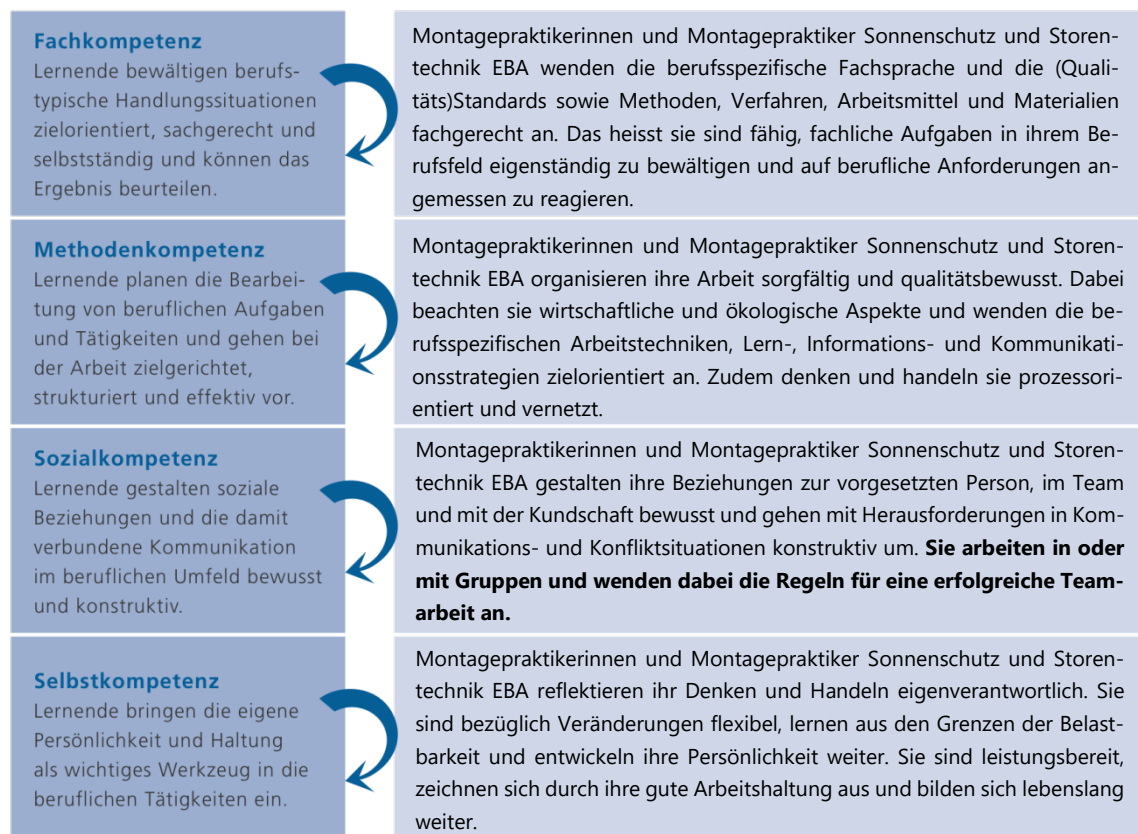 Fachkompetenz
Lernende bewältigen berufs-
typische Handlungssituationen
zielorientiert, sachgerecht und
selbstständig und können das
Ergebnis beurteilen.
Montagepraktikerinnen und Montagepraktiker Sonnenschutz und Storen-
technik EBA wenden die berufsspezifische Fachsprache und die (Quali-
täts)Standards sowie Methoden, Verfahren, Arbeitsmittel und Materialien
fachgerecht an. Das heisst sie sind fähig, fachliche Aufgaben in ihrem Be-
rufsfeld eigenständig zu bewältigen und auf berufliche Anforderungen an-
gemessen zu reagieren.
Methodenkompetenz
Lernende planen die Bearbei-
tung von beruflichen Aufgaben
und Tätigkeiten und gehen bei
der Arbeit zielgerichtet,
strukturiert und effektiv vor.
Montagepraktikerinnen und Montagepraktiker Sonnenschutz und Storen-
technik EBA organisieren ihre Arbeit sorgfältig und qualitätsbewusst. Dabei
beachten sie wirtschaftliche und ökologische Aspekte und wenden die be-
rufsspezifischen Arbeitstechniken, Lern-, Informations- und Kommunikati-
onsstrategien zielorientiert an. Zudem denken und handeln sie prozessori-
entiert und vernetzt.
Sozialkompetenz
Lernende gestalten soziale
Beziehungen und die damit
verbundene Kommunikation
im beruflichen Umfeld bewusst
und konstruktiv.
Montagepraktikerinnen und Montagepraktiker Sonnenschutz und Storen-
technik EBA gestalten ihre Beziehungen zur vorgesetzten Person, im Team
und mit der Kundschaft bewusst und gehen mit Herausforderungen in Kom-
munikations- und Konfliktsituationen konstruktiv um. Sie arbeiten in oder
mit Gruppen und wenden dabei die Regeln für eine erfolgreiche Team-
arbeit an.
Selbstkompetenz
Lernende bringen die eigene
Persönlichkeit und Haltung
als wichtiges Werkzeug in die
beruflichen Tätigkeiten ein.
Montagepraktikerinnen und Montagepraktiker Sonnenschutz und Storen-
technik EBA reflektieren ihr Denken und Handeln eigenverantwortlich. Sie
sind bezüglich Veränderungen flexibel, lernen aus den Grenzen der Belast-
barkeit und entwickeln ihre Persönlichkeit weiter. Sie sind leistungsbereit,
zeichnen sich durch ihre gute Arbeitshaltung aus und bilden sich lebenslang
weiter.